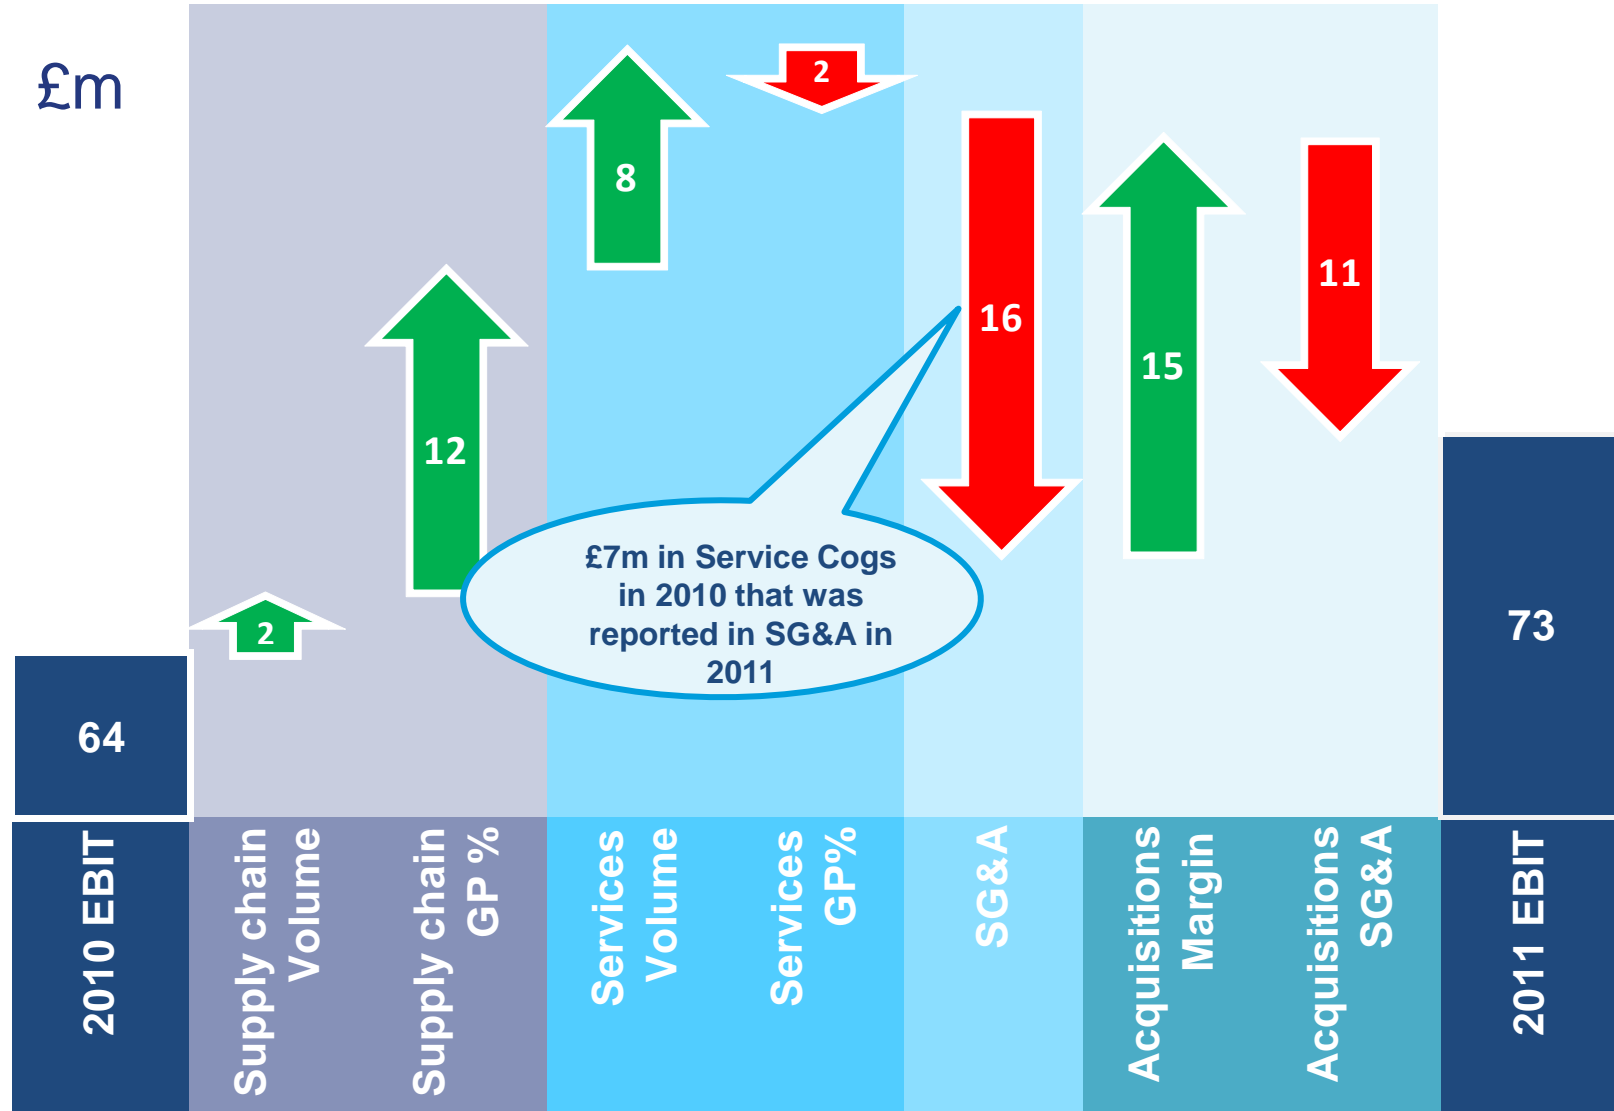 £m
2
12
8
2
16
15
11
£7m in Service Cogs
in 2010 that was
reported in SG&A in
2011
64
73
2010 EBIT
Supply chain
Volume
Supply chain
GP %
Services
Volume
Services
GP%
SG&A
Acquisitions
Margin
Acquisitions
SG&A
2011 EBIT